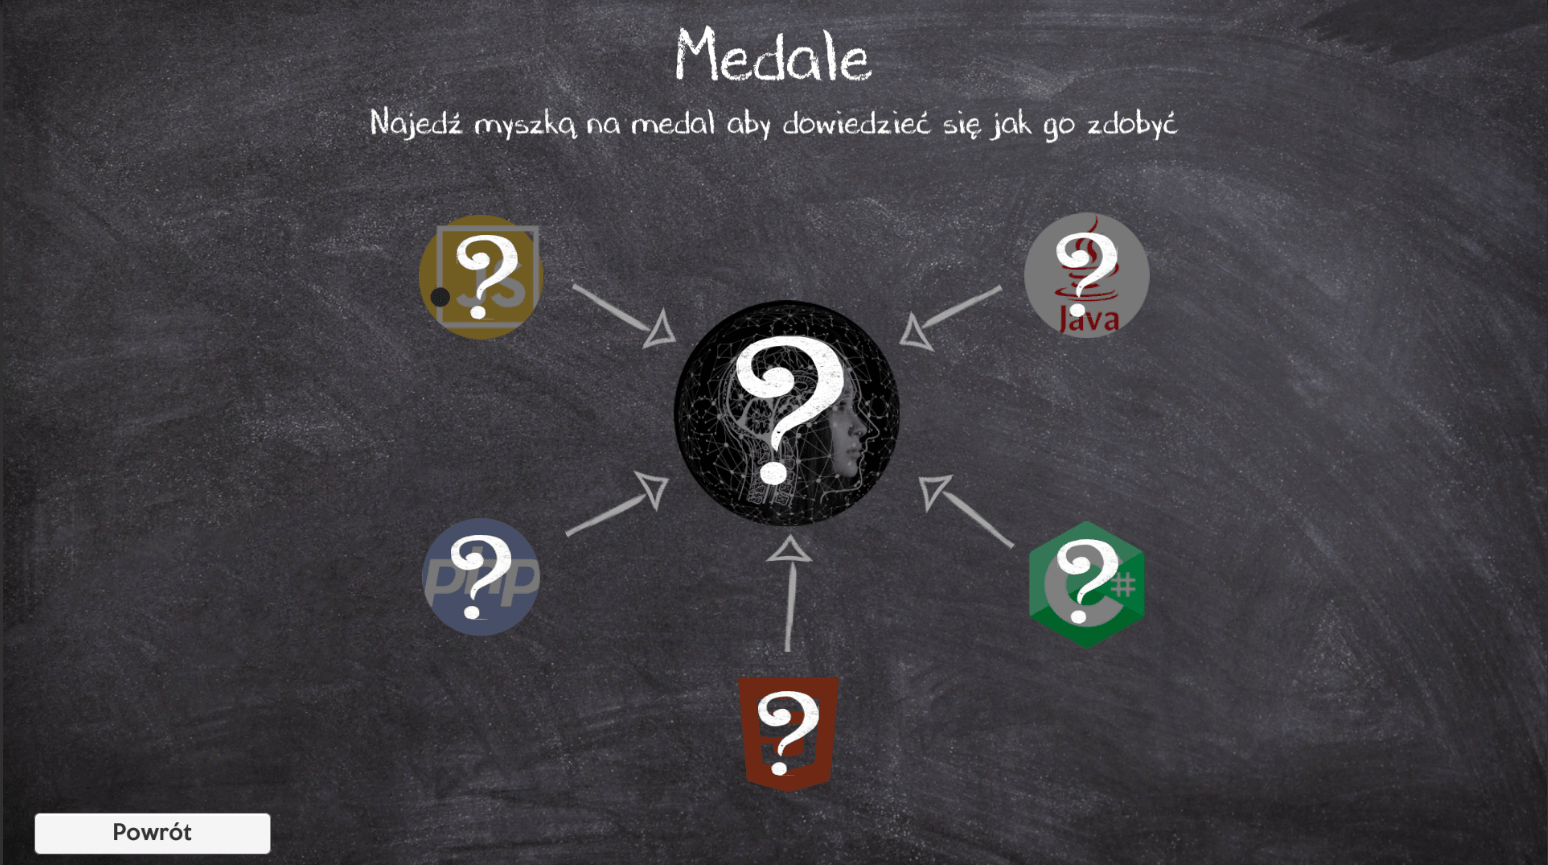 Medale
Najedź myszką na medal aby dowiedzieć się jak go zdobyć
? JS
? Java
?
? php
? C#
?
Powrót